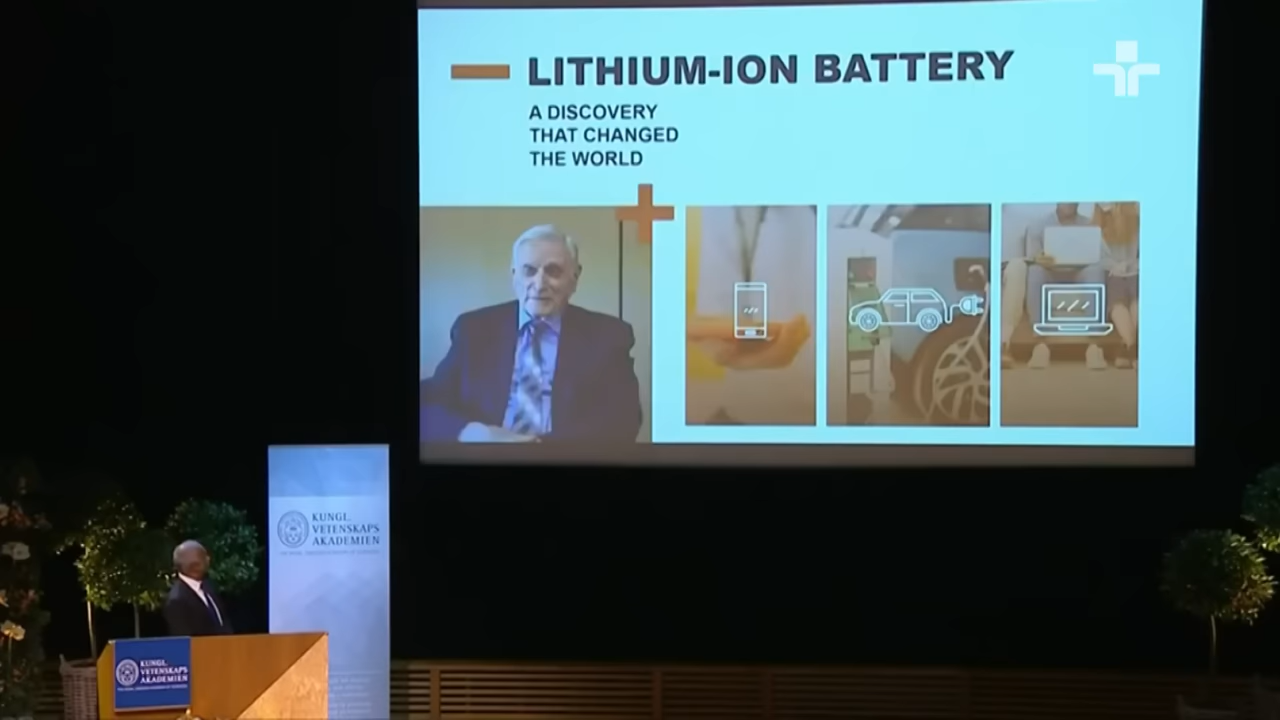 LITHIUM-ION BATTERY
A DISCOVERY
THAT CHANGED
THE WORLD
KUNGL.
VETENSKAPS
AKADEMIEN
KUNGL.
VETENSKAPS
AKADEMIEN